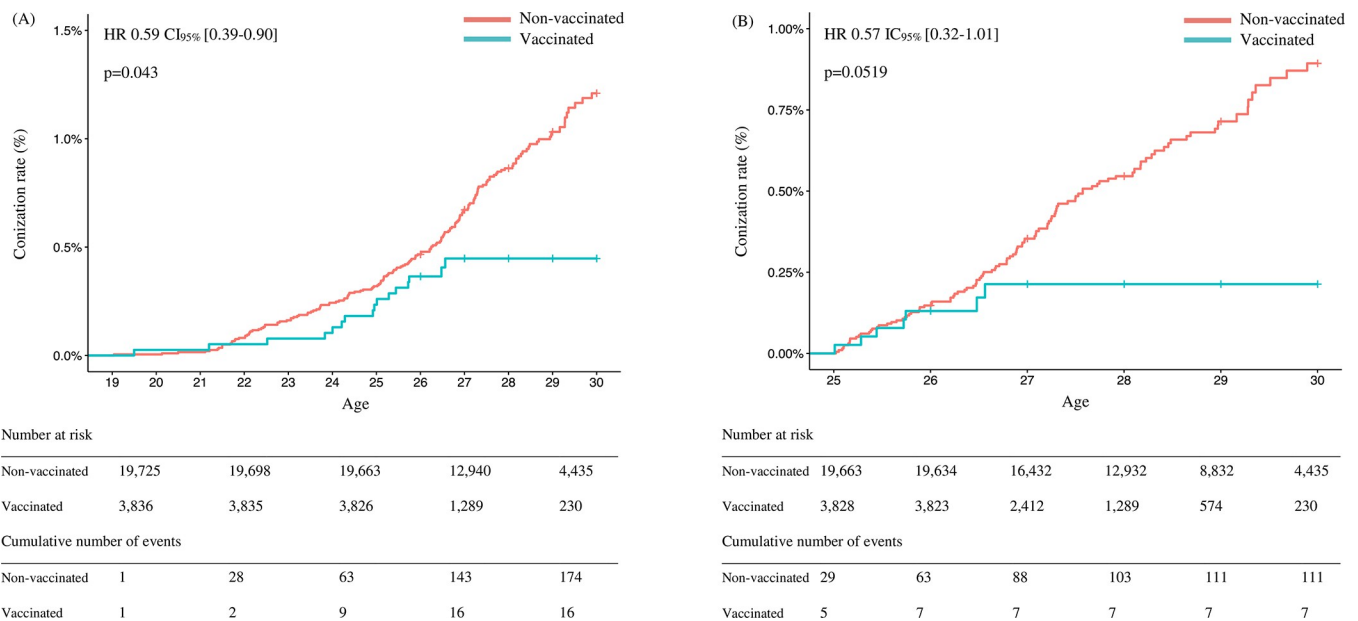 (A)
Non-vaccinated
Vaccinated
HR 0.59 CI95% [0.39-0.90]
p=0.043
Conization rate (%)
1.5%
1.0%
0.5%
0.0%
19 20 21 22 23 24 25 26 27 28 29 30
Age
Number at risk
Non-vaccinated 19,725 19,698 19,663 12,940 4,435
Vaccinated 3,836 3,835 3,826 1,289 230
Cumulative number of events
Non-vaccinated 1 28 63 143 174
Vaccinated 1 2 9 16 16
(B)
Non-vaccinated
Vaccinated
HR 0.57 IC95% [0.32-1.01]
p=0.0519
Conization rate (%)
1.00%
0.75%
0.50%
0.25%
0.00%
25 26 27 28 29 30
Age
Number at risk
Non-vaccinated 19,663 19,634 16,432 12,932 8,832 4,435
Vaccinated 3,828 3,823 2,412 1,289 574 230
Cumulative number of events
Non-vaccinated 29 63 88 103 111 111
Vaccinated 5 7 7 7 7 7